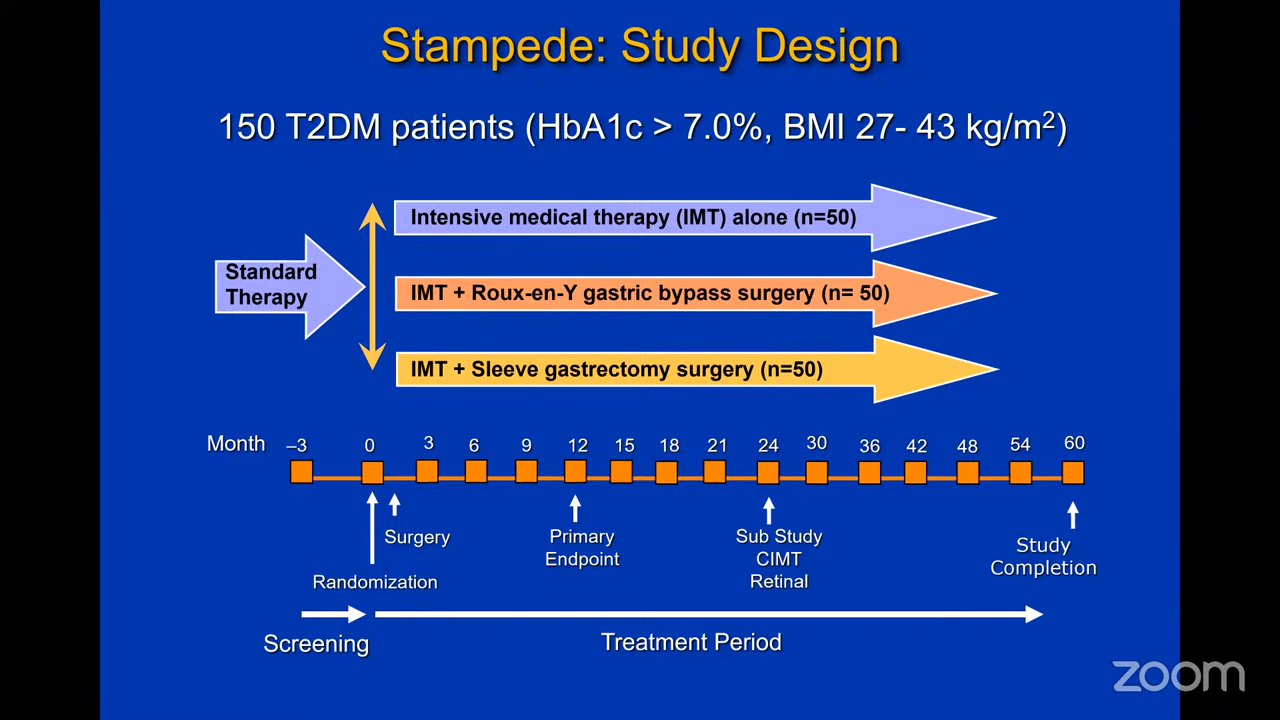 Stampede: Study Design
150 T2DM patients (HbA1c > 7.0%, BMI 27- 43 kg/m²)
Intensive medical therapy (IMT) alone (n=50)
Standard
Therapy
IMT + Roux-en-Y gastric bypass surgery (n= 50)
IMT + Sleeve gastrectomy surgery (n=50)
Month –3 0 3 6 9 12 15 18 21 24 30 36 42 48 54 60
Surgery
Randomization
Primary
Endpoint
Sub Study
CIMT
Retinal
Study
Completion
Screening
Treatment Period
zoom